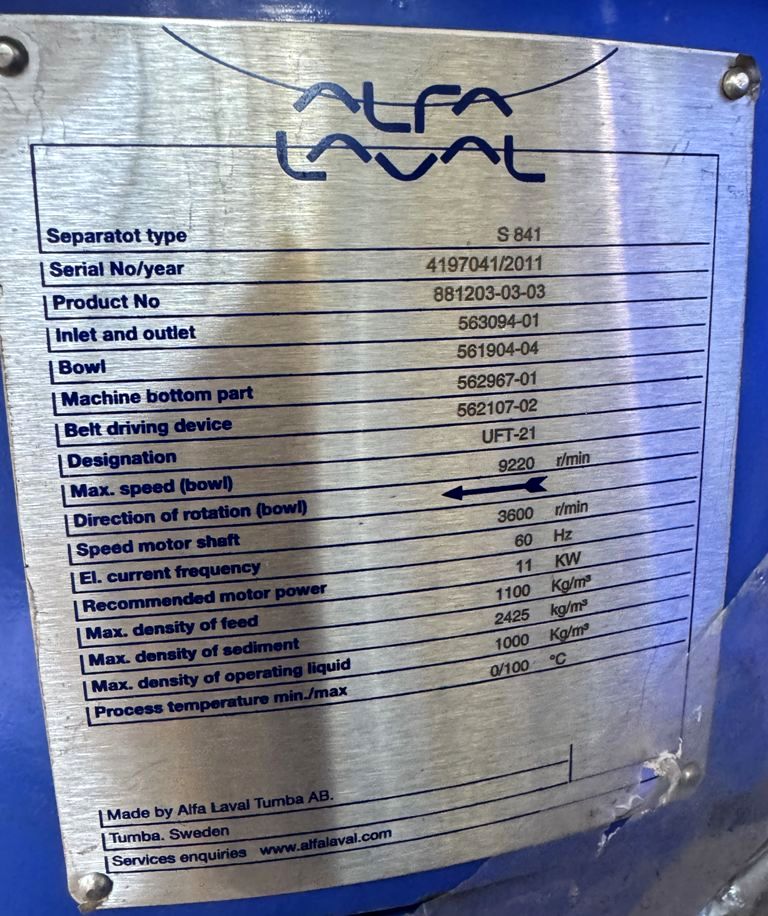 ALFA
LAVAL
Separatot type S 841
Serial No/year 4197041/2011
Product No 881203-03-03
Inlet and outlet 563094-01
Bowl 561904-04
Machine bottom part 562967-01
Belt driving device 562107-02
Designation UFT-21
Max. speed (bowl) 9220 r/min
Direction of rotation (bowl)
Speed motor shaft 3600 r/min
El. current frequency 60 Hz
Recommended motor power 11 KW
Max. density of feed 1100 Kg/m³
Max. density of sediment 2425 kg/m³
Max. density of operating liquid 1000 Kg/m³
Process temperature min./max 0/100 °C
Made by Alfa Laval Tumba AB.
Tumba. Sweden
Services enquiries www.alfalaval.com